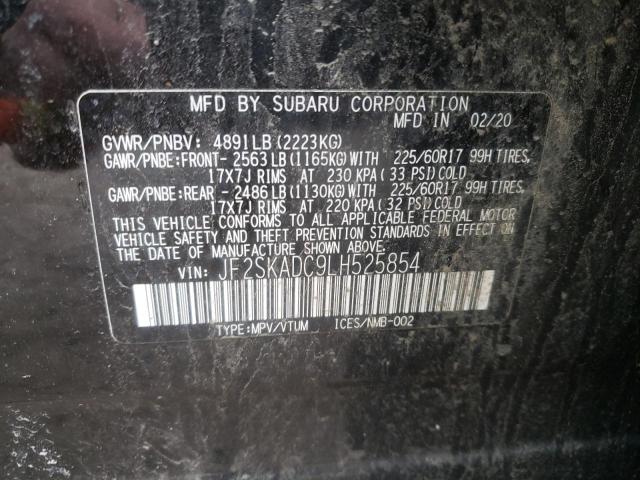 MFD BY SUBARU CORPORATION
MFD IN 02/20
GVWR/PNBV: 4891LB(2223KG)
GAWR/PNBE:FRONT- 2563LB(1165KG)WITH 225/60R17 99H TIRES,
17X7J RIMS AT 230 KPA(33 PSI)COLD
GAWR/PNBE:REAR -2486LB(1130KG)WITH 225/60R17 99H TIRES,
17X7J RIMS AT 220 KPA(32 PSI)COLD
THIS VEHICLE CONFORMS TO ALL APPLICABLE FEDERAL MOTOR
VEHICLE SAFETY AND THEFT PREVENTION STANDARDS IN EFFECT ON
THE DATE OF MANUFACTURE SHOWN ABOVE.
VIN: JF2SKADC9LH525854
TYPE:MPV/VTUM ICES/NMB-002